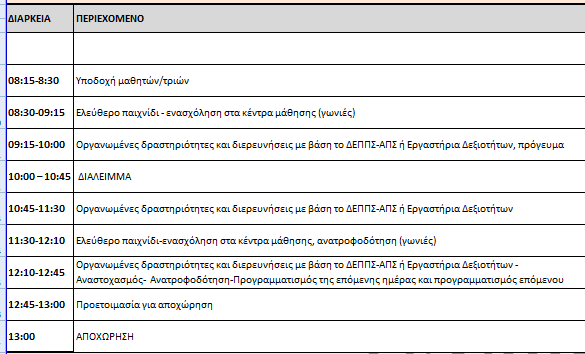 ΔΙΑΡΚΕΙΑ ΠΕΡΙΕΧΟΜΕΝΟ
08:15-8:30 Υποδοχή μαθητών/τριών
08:30-09:15 Ελεύθερο παιχνίδι - ενασχόληση στα κέντρα μάθησης (γωνιές)
09:15-10:00 Οργανωμένες δραστηριότητες και διερευνήσεις με βάση το ΔΕΠΠΣ-ΑΠΣ ή Εργαστήρια Δεξιοτήτων, πρόγευμα
10:00 – 10:45 ΔΙΑΛΕΙΜΜΑ
10:45-11:30 Οργανωμένες δραστηριότητες και διερευνήσεις με βάση το ΔΕΠΠΣ-ΑΠΣ ή Εργαστήρια Δεξιοτήτων
11:30-12:10 Ελεύθερο παιχνίδι-ενασχόληση στα κέντρα μάθησης, ανατροφοδότηση (γωνιές)
12:10-12:45 Οργανωμένες δραστηριότητες και διερευνήσεις με βάση το ΔΕΠΠΣ-ΑΠΣ ή Εργαστήρια Δεξιοτήτων -
Αναστοχασμός- Ανατροφοδότηση-Προγραμματισμός της επόμενης ημέρας και προγραμματισμός επόμενου
12:45-13:00 Προετοιμασία για αποχώρηση
13:00 ΑΠΟΧΩΡΗΣΗ